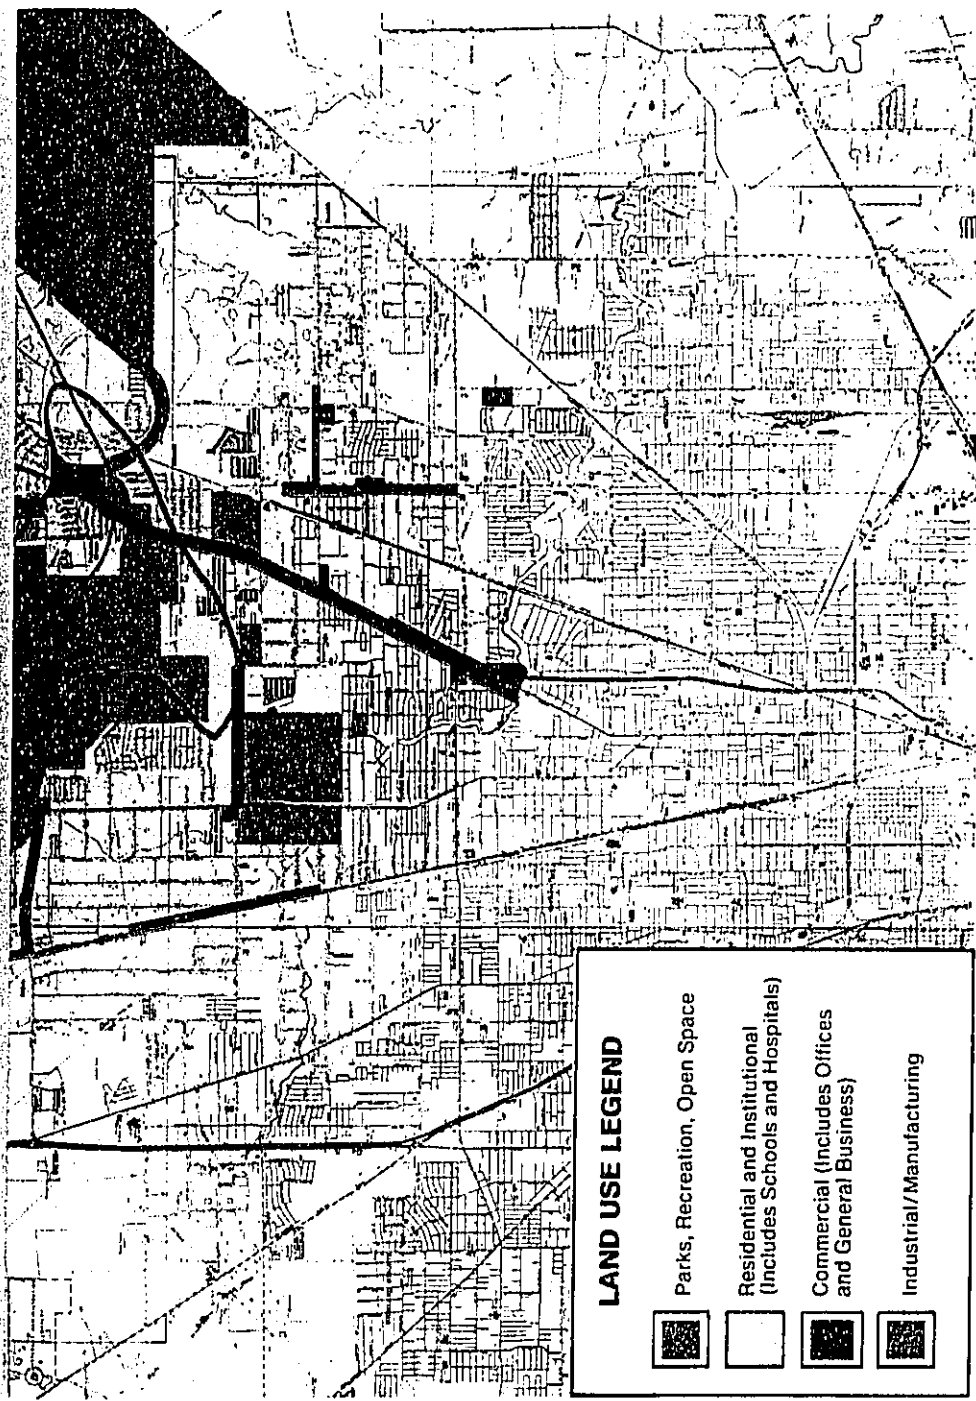 LAND USE LEGEND
Parks, Recreation, Open Space
Residential and Institutional
(Includes Schools and Hospitals)
Commercial (Includes Offices
and General Business)
Industrial/Manufacturing